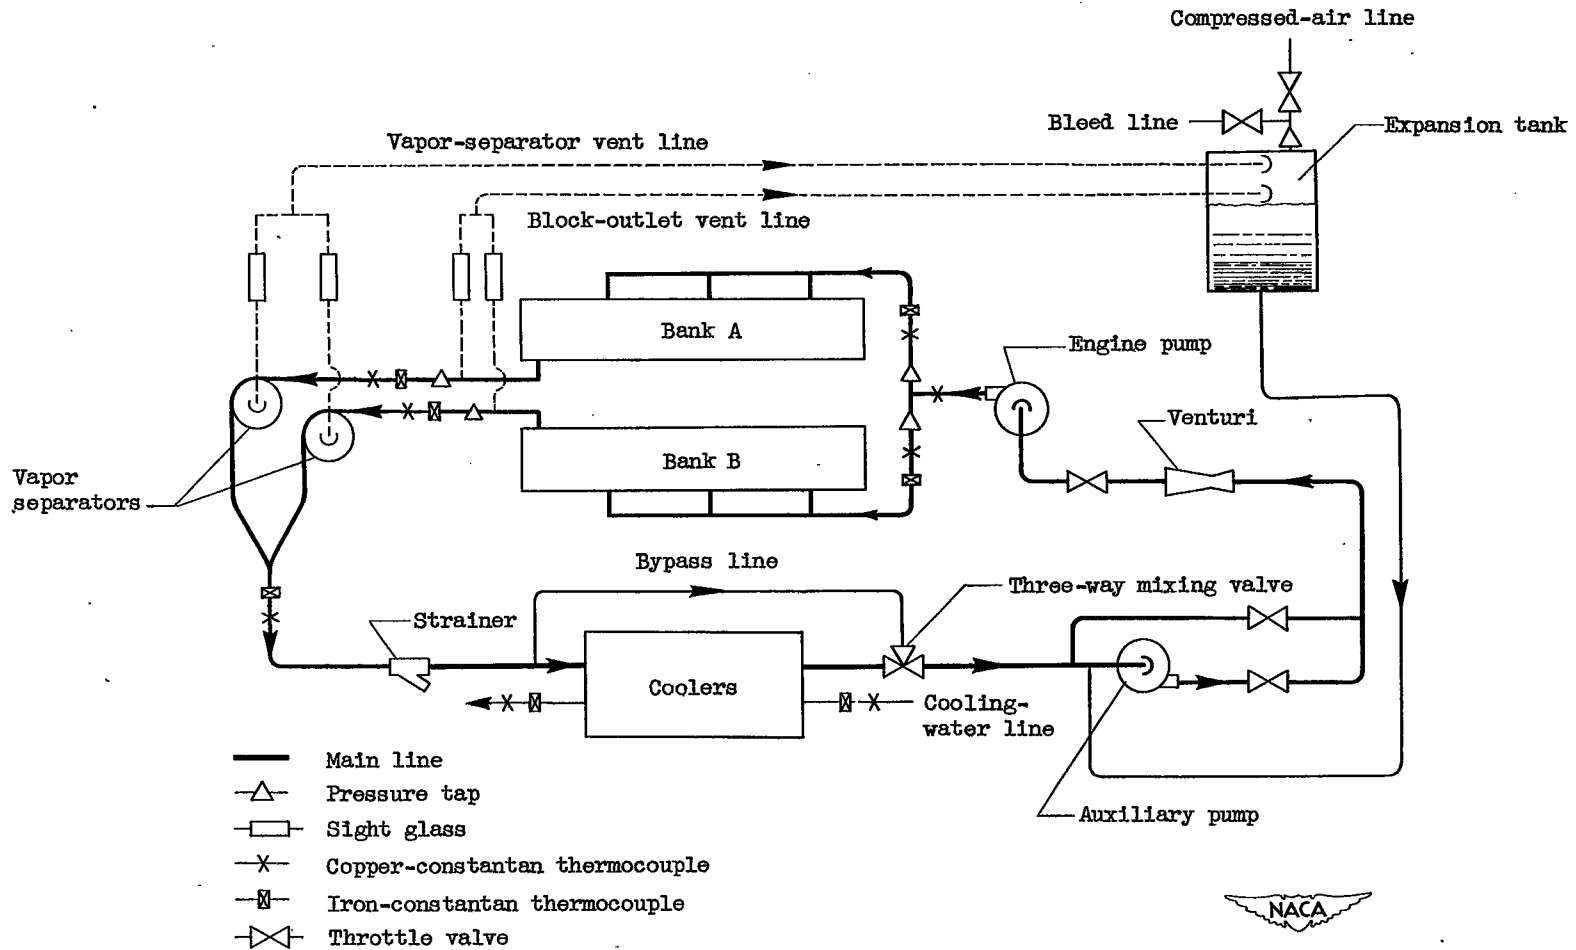 Compressed-air line
Bleed line
Expansion tank
Vapor-separator vent line
Block-outlet vent line
Bank A
Engine pump
Venturi
Bank B
Vapor
separators
Bypass line
Three-way mixing valve
Strainer
Coolers
Cooling-
water line
Main line
Pressure tap
Auxiliary pump
Sight glass
Copper-constantan thermocouple
Iron-constantan thermocouple
NACA
Throttle valve